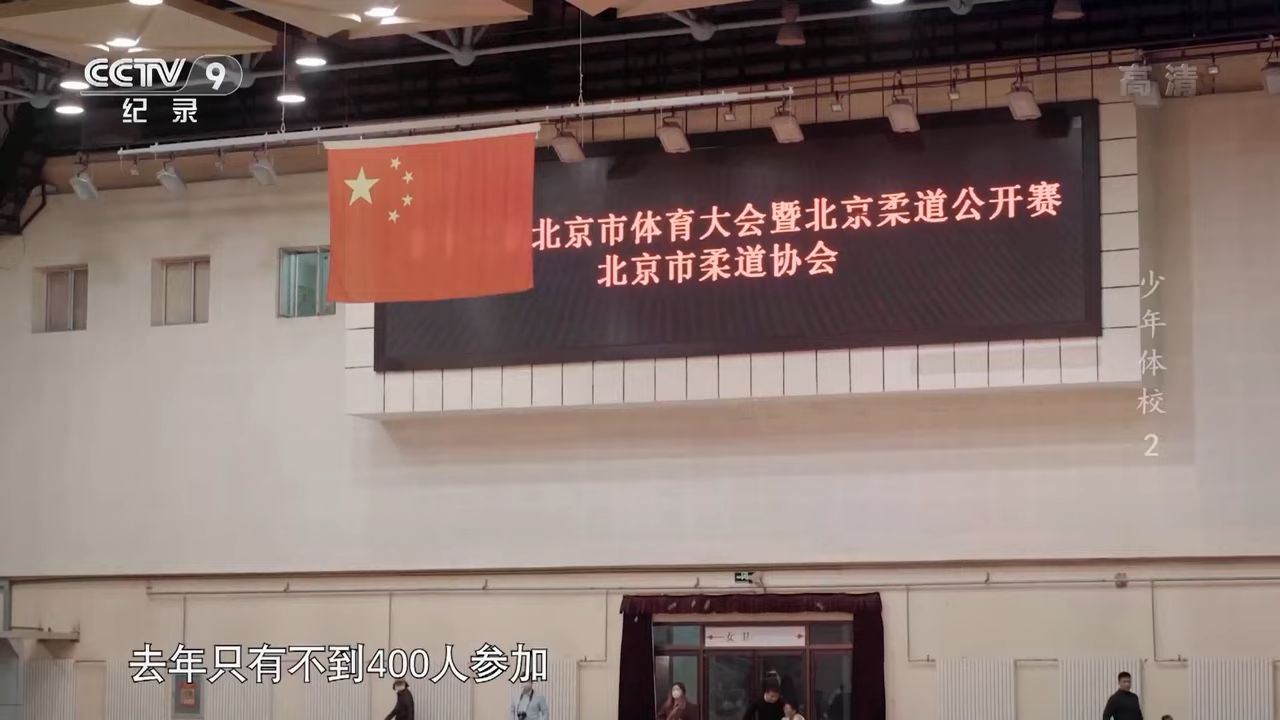 CCTV 9
纪录
高清
北京市体育大会暨北京柔道公开赛
北京市柔道协会
少年体校 2
女卫
去年只有不到400人参加